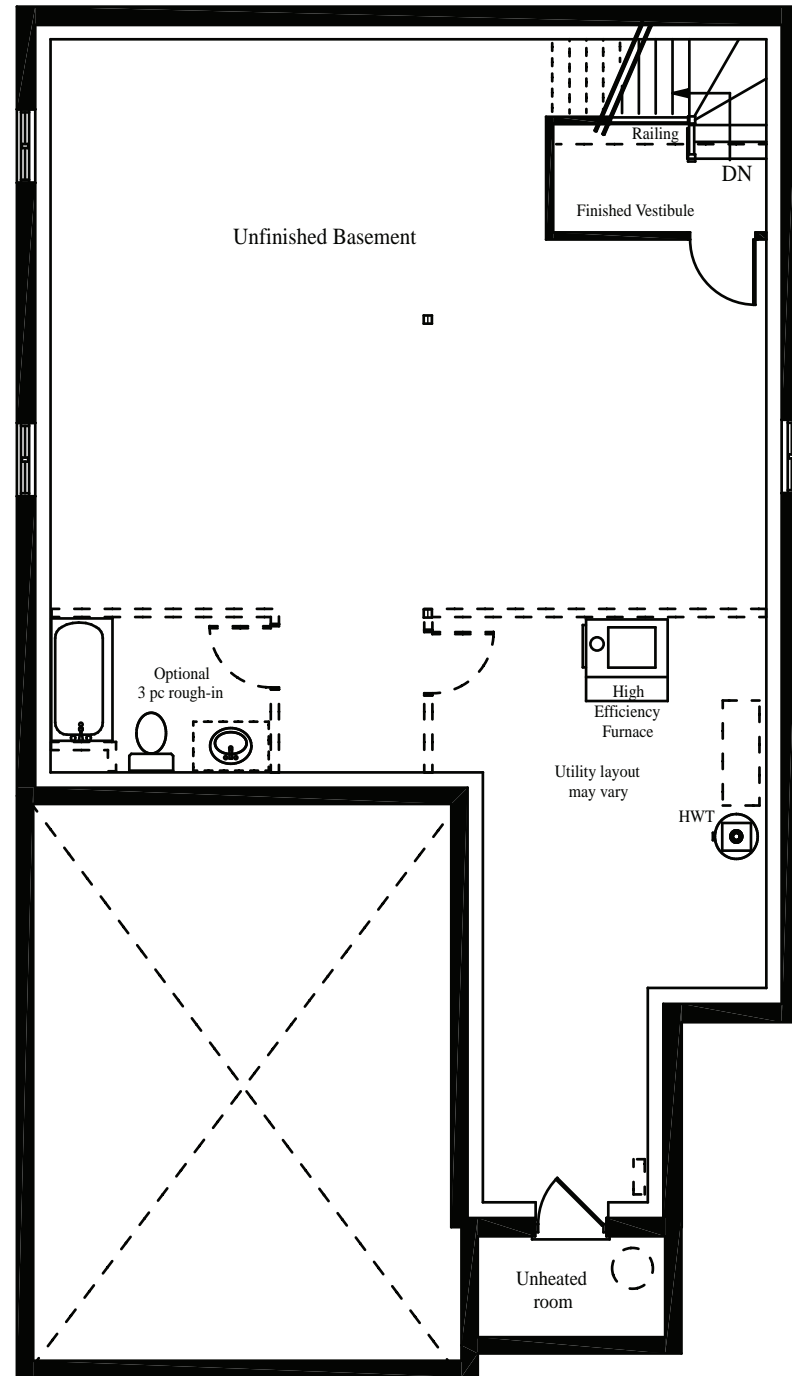 Railing
DN
Finished Vestibule
Unfinished Basement
Optional
3 pc rough-in
High
Efficiency
Furnace
Utility layout
may vary
HWT
Unheated
room